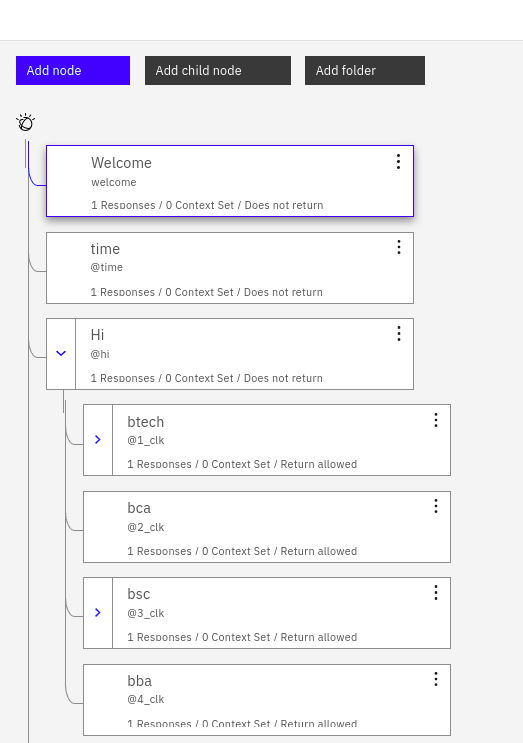 Add node Add child node Add folder
Welcome
welcome
1 Responses / 0 Context Set / Does not return
time
@time
1 Responses / 0 Context Set / Does not return
Hi
@hi
1 Responses / 0 Context Set / Does not return
btech
@1_clk
1 Responses / 0 Context Set / Return allowed
bca
@2_clk
1 Responses / 0 Context Set / Return allowed
bsc
@3_clk
1 Responses / 0 Context Set / Return allowed
bba
@4_clk
1 Responses / 0 Context Set / Return allowed